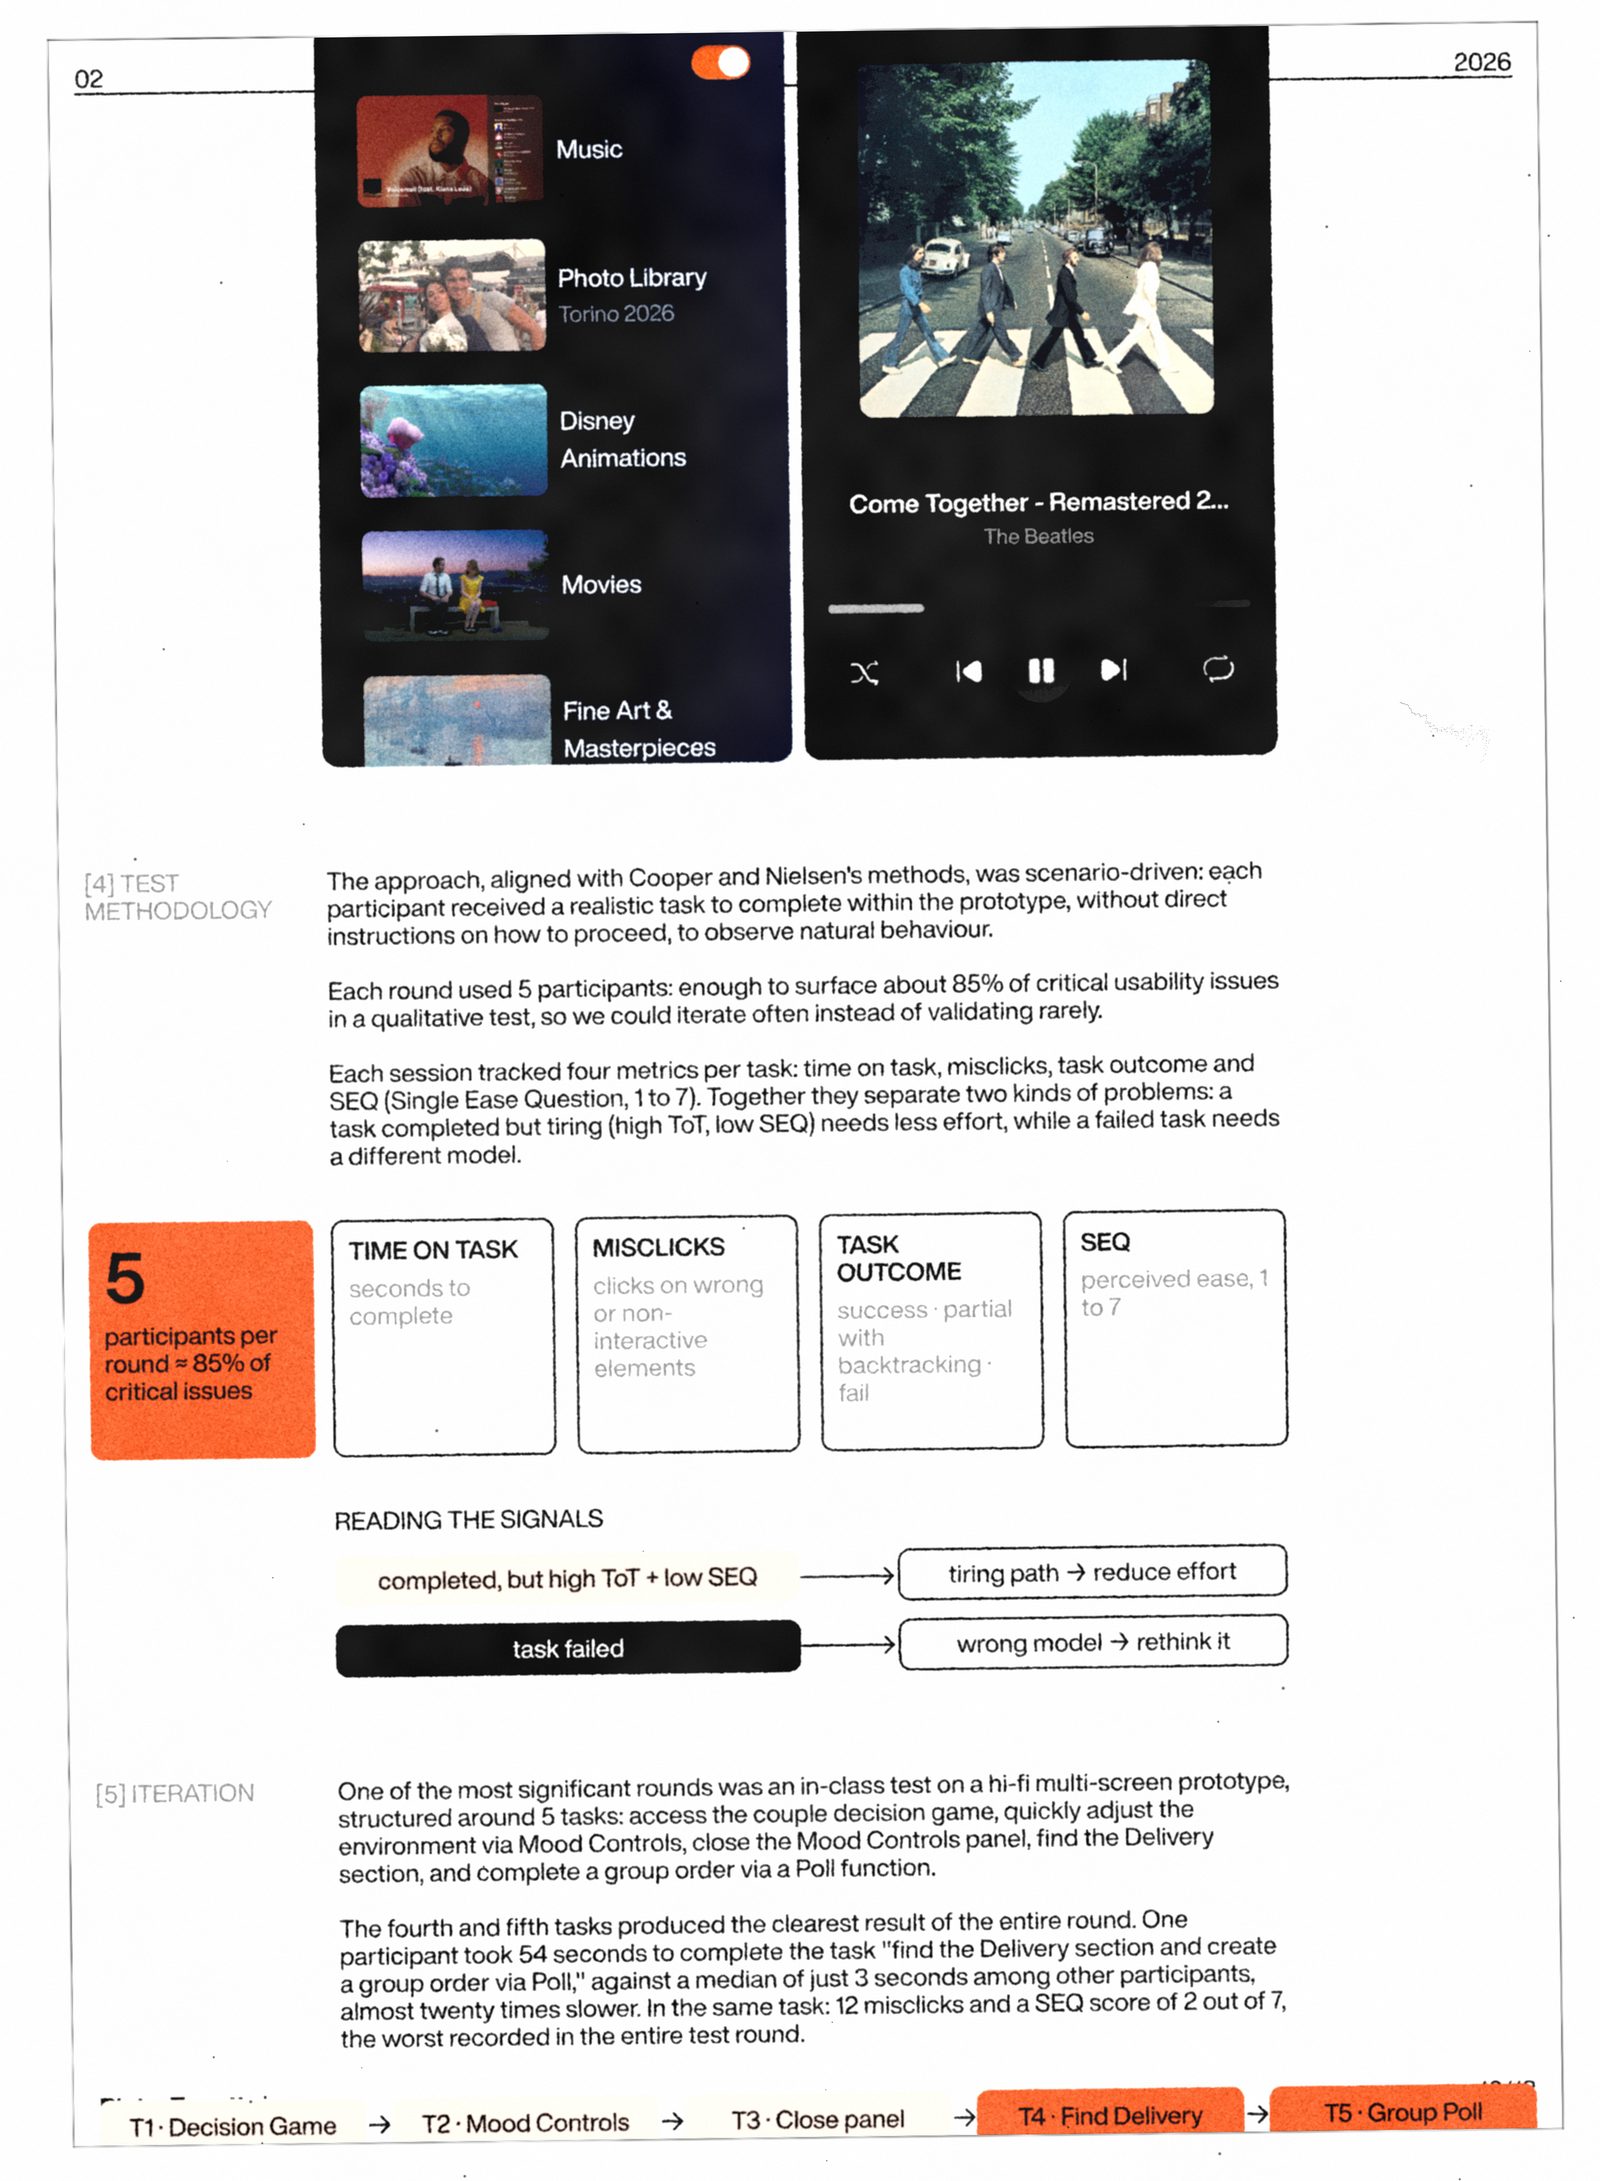 02
2026
Music
Photo Library
Torino 2026
Disney
Animations
Movies
Fine Art &
Masterpieces
Come Together - Remastered 2...
The Beatles
[4] TEST
METHODOLOGY
The approach, aligned with Cooper and Nielsen's methods, was scenario-driven: each
participant received a realistic task to complete within the prototype, without direct
instructions on how to proceed, to observe natural behaviour.
Each round used 5 participants: enough to surface about 85% of critical usability issues
in a qualitative test, so we could iterate often instead of validating rarely.
Each session tracked four metrics per task: time on task, misclicks, task outcome and
SEQ (Single Ease Question, 1 to 7). Together they separate two kinds of problems: a
task completed but tiring (high ToT, low SEQ) needs less effort, while a failed task needs
a different model.
5
participants per
round ≈ 85% of
critical issues
TIME ON TASK
seconds to
complete
MISCLICKS
clicks on wrong
or non-
interactive
elements
TASK
OUTCOME
success · partial
with
backtracking ·
fail
SEQ
perceived ease, 1
to 7
READING THE SIGNALS
completed, but high ToT + low SEQ
tiring path → reduce effort
task failed
wrong model → rethink it
[5] ITERATION
One of the most significant rounds was an in-class test on a hi-fi multi-screen prototype,
structured around 5 tasks: access the couple decision game, quickly adjust the
environment via Mood Controls, close the Mood Controls panel, find the Delivery
section, and complete a group order via a Poll function.
The fourth and fifth tasks produced the clearest result of the entire round. One
participant took 54 seconds to complete the task "find the Delivery section and create
a group order via Poll," against a median of just 3 seconds among other participants,
almost twenty times slower. In the same task: 12 misclicks and a SEQ score of 2 out of 7,
the worst recorded in the entire test round.
T1 · Decision Game → T2 · Mood Controls → T3 · Close panel → T4 · Find Delivery → T5 · Group Poll